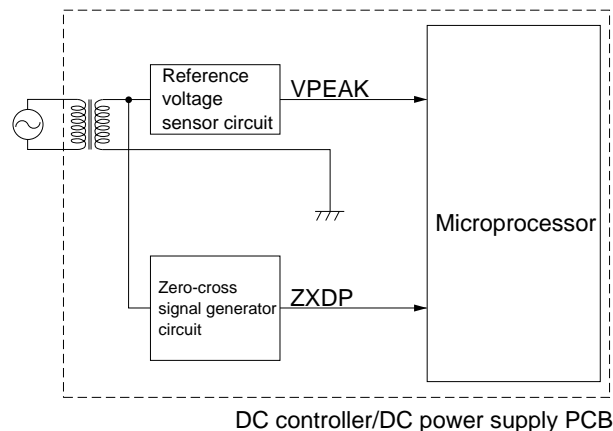 Reference
voltage
sensor circuit
VPEAK
Microprocessor
Zero-cross
signal generator
circuit
ZXDP
DC controller/DC power supply PCB